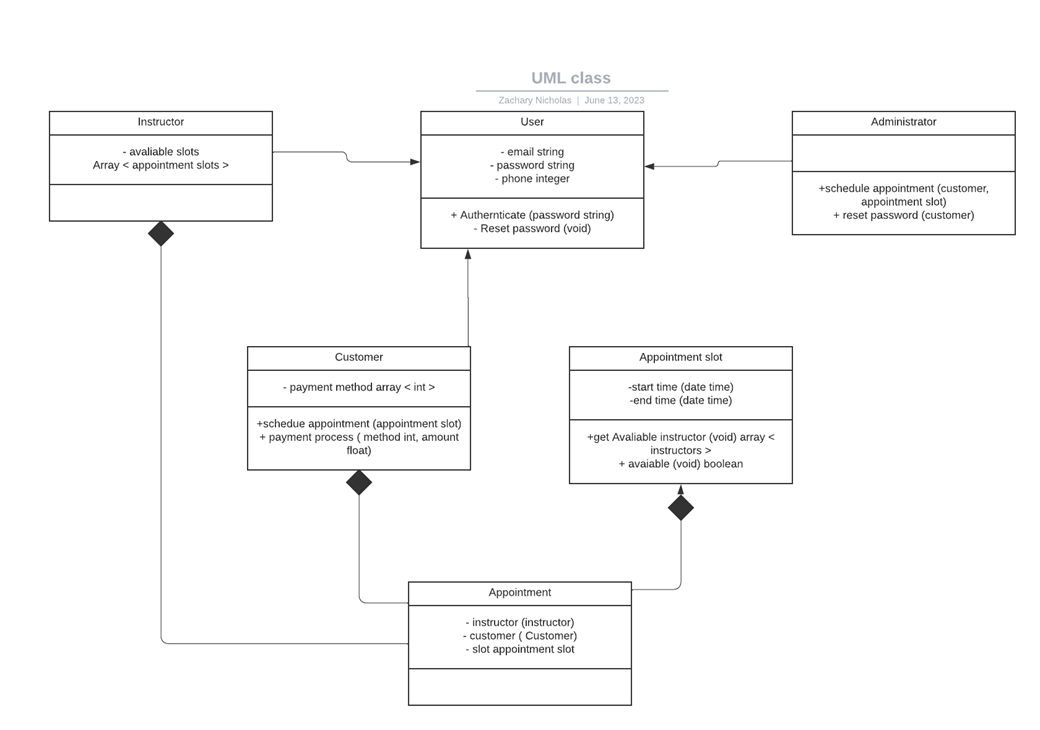 UML class
Zachary Nicholas | June 13, 2023
Instructor
- avaliable slots
Array < appointment slots >
User
- email string
- password string
- phone integer
+ Authernticate (password string)
- Reset password (void)
Administrator
+schedule appointment (customer,
appointment slot)
+ reset password (customer)
Customer
- payment method array < int >
+schedue appointment (appointment slot)
+ payment process ( method int, amount
float)
Appointment slot
-start time (date time)
-end time (date time)
+get Avaliable instructor (void) array <
instructors >
+ avaiable (void) boolean
Appointment
- instructor (instructor)
- customer ( Customer)
- slot appointment slot